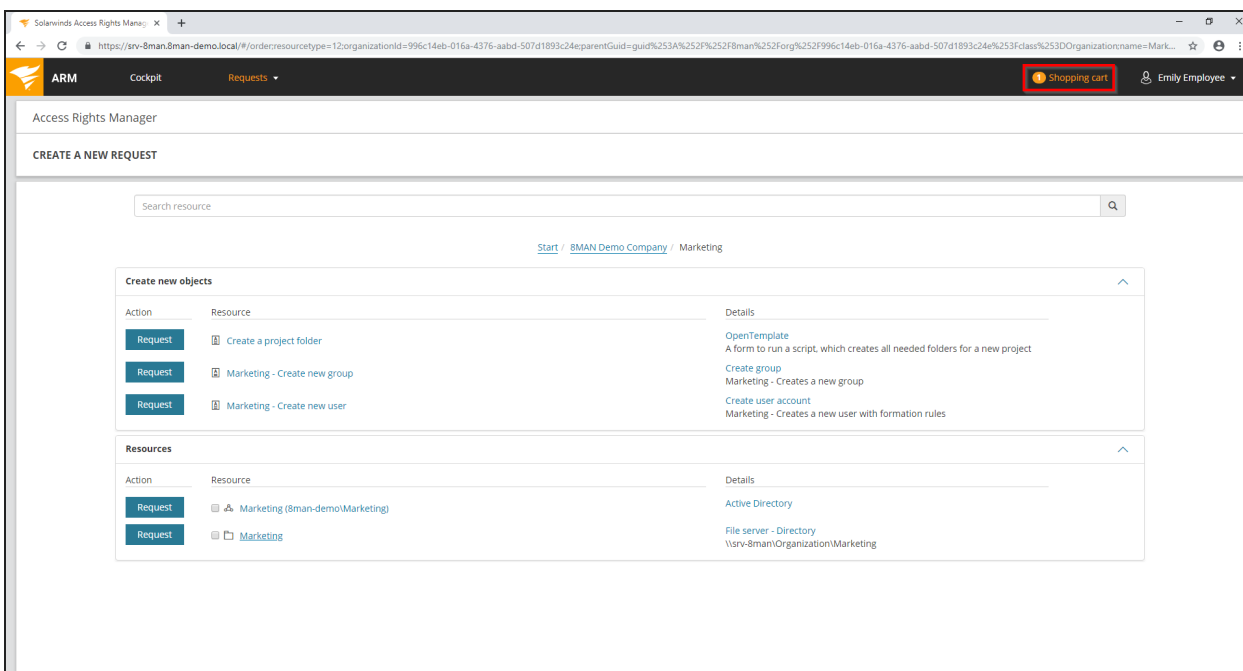 Solarwinds Access Rights Manag
https://srv-8man.8man-demo.local/#/order;resourcetype=12;organizationId=996c14eb-016a-4376-aabd-507d1893c24e;parentGuid=guid%253A%252F%252F8man%252Forg%252F996c14eb-016a-4376-aabd-507d1893c24e%253Fclass%253DOrganization;name=Mark...
ARM Cockpit Requests 1 Shopping cart Emily Employee
Access Rights Manager
CREATE A NEW REQUEST
Search resource
Start / 8MAN Demo Company / Marketing
Create new objects
Action Resource Details
Request Create a project folder OpenTemplate
A form to run a script, which creates all needed folders for a new project
Request Marketing - Create new group Create group
Marketing - Creates a new group
Request Marketing - Create new user Create user account
Marketing - Creates a new user with formation rules
Resources
Action Resource Details
Request Marketing (8man-demo\Marketing) Active Directory
Request Marketing File server - Directory
\\srv-8man\Organization\Marketing